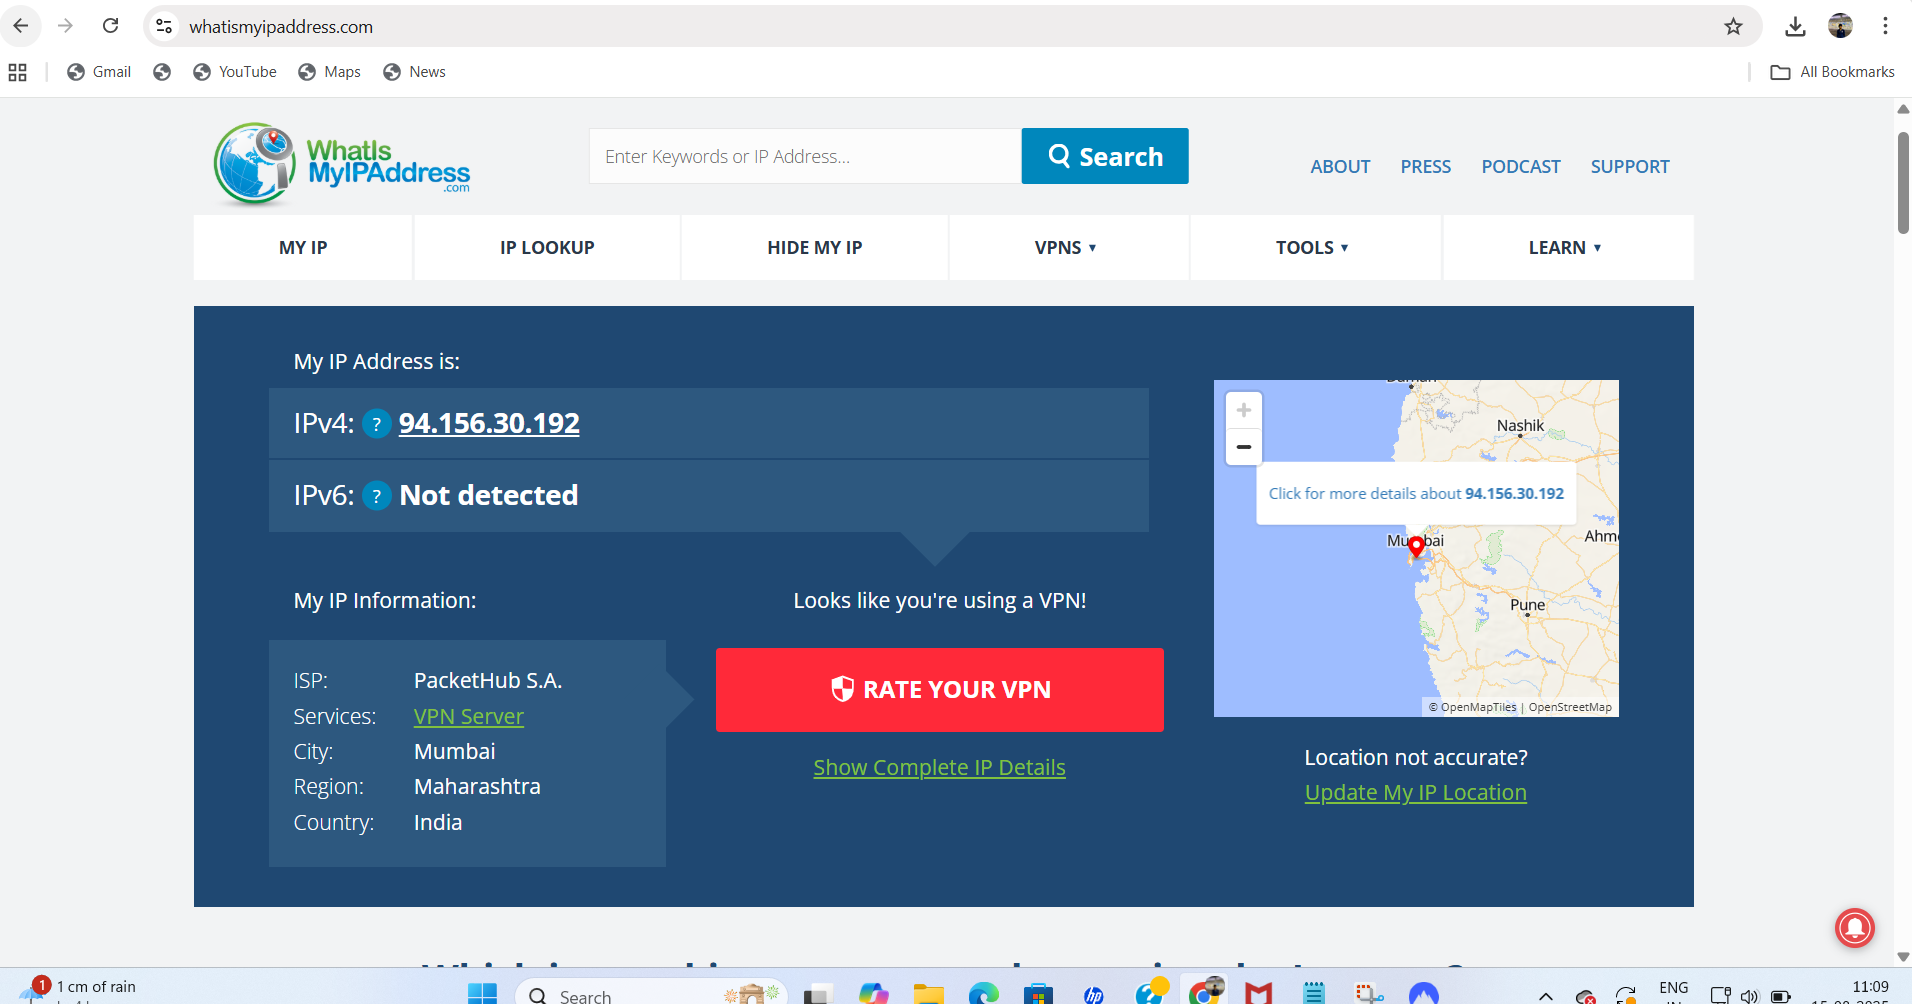 whatismyipaddress.com
Gmail
YouTube
Maps
News
All Bookmarks
WhatIs
MyIPAddress
.com
Enter Keywords or IP Address...
Search
ABOUT
PRESS
PODCAST
SUPPORT
MY IP
IP LOOKUP
HIDE MY IP
VPNS ▼
TOOLS ▼
LEARN ▼
My IP Address is:
IPv4: ? 94.156.30.192
IPv6: ? Not detected
My IP Information:
ISP: PacketHub S.A.
Services: VPN Server
City: Mumbai
Region: Maharashtra
Country: India
Looks like you're using a VPN!
RATE YOUR VPN
Show Complete IP Details
+
−
Nashik
Click for more details about 94.156.30.192
Mumbai
Pune
© OpenMapTiles | OpenStreetMap
Location not accurate?
Update My IP Location
1
1 cm of rain
Search
hp
ENG
11:09